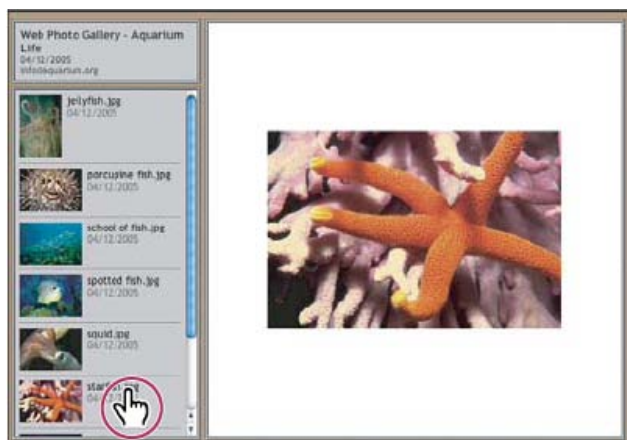 Web Photo Gallery - Aquarium
Life
04/12/2005
info@aquarium.org
jellyfish.jpg
04/12/2005
porcupine fish.jpg
04/12/2005
school of fish.jpg
04/12/2005
spotted fish.jpg
04/12/2005
squid.jpg
04/12/2005